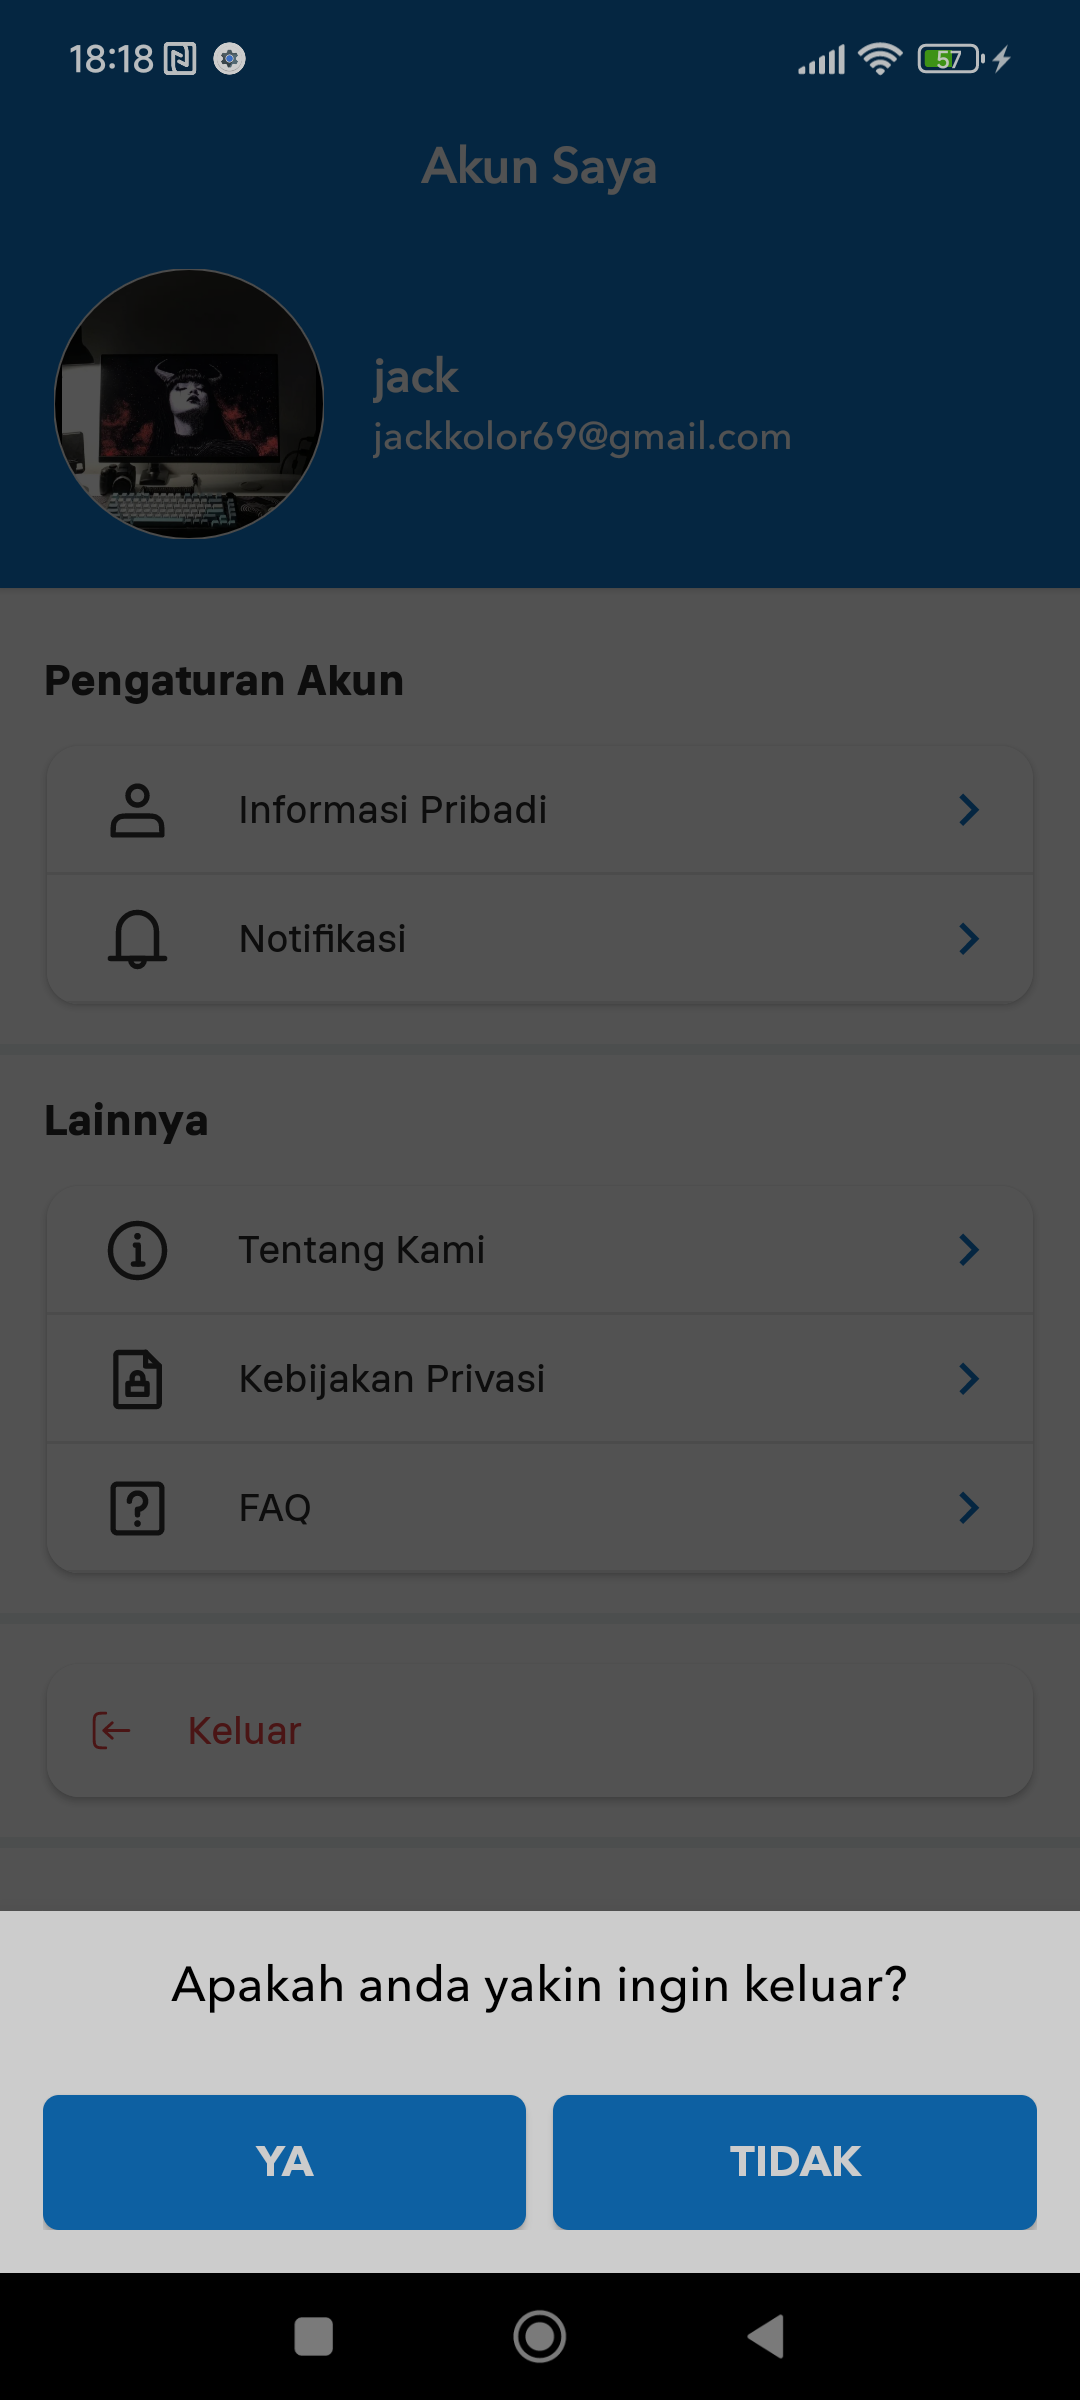 18:18
57
Akun Saya
jack
jackkolor69@gmail.com
Pengaturan Akun
Informasi Pribadi
Notifikasi
Lainnya
Tentang Kami
Kebijakan Privasi
FAQ
Keluar
Apakah anda yakin ingin keluar?
YA
TIDAK